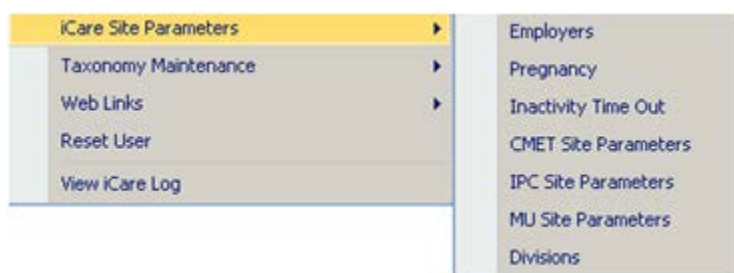 iCare Site Parameters
Taxonomy Maintenance
Web Links
Reset User
View iCare Log
Employers
Pregnancy
Inactivity Time Out
CMET Site Parameters
IPC Site Parameters
MU Site Parameters
Divisions